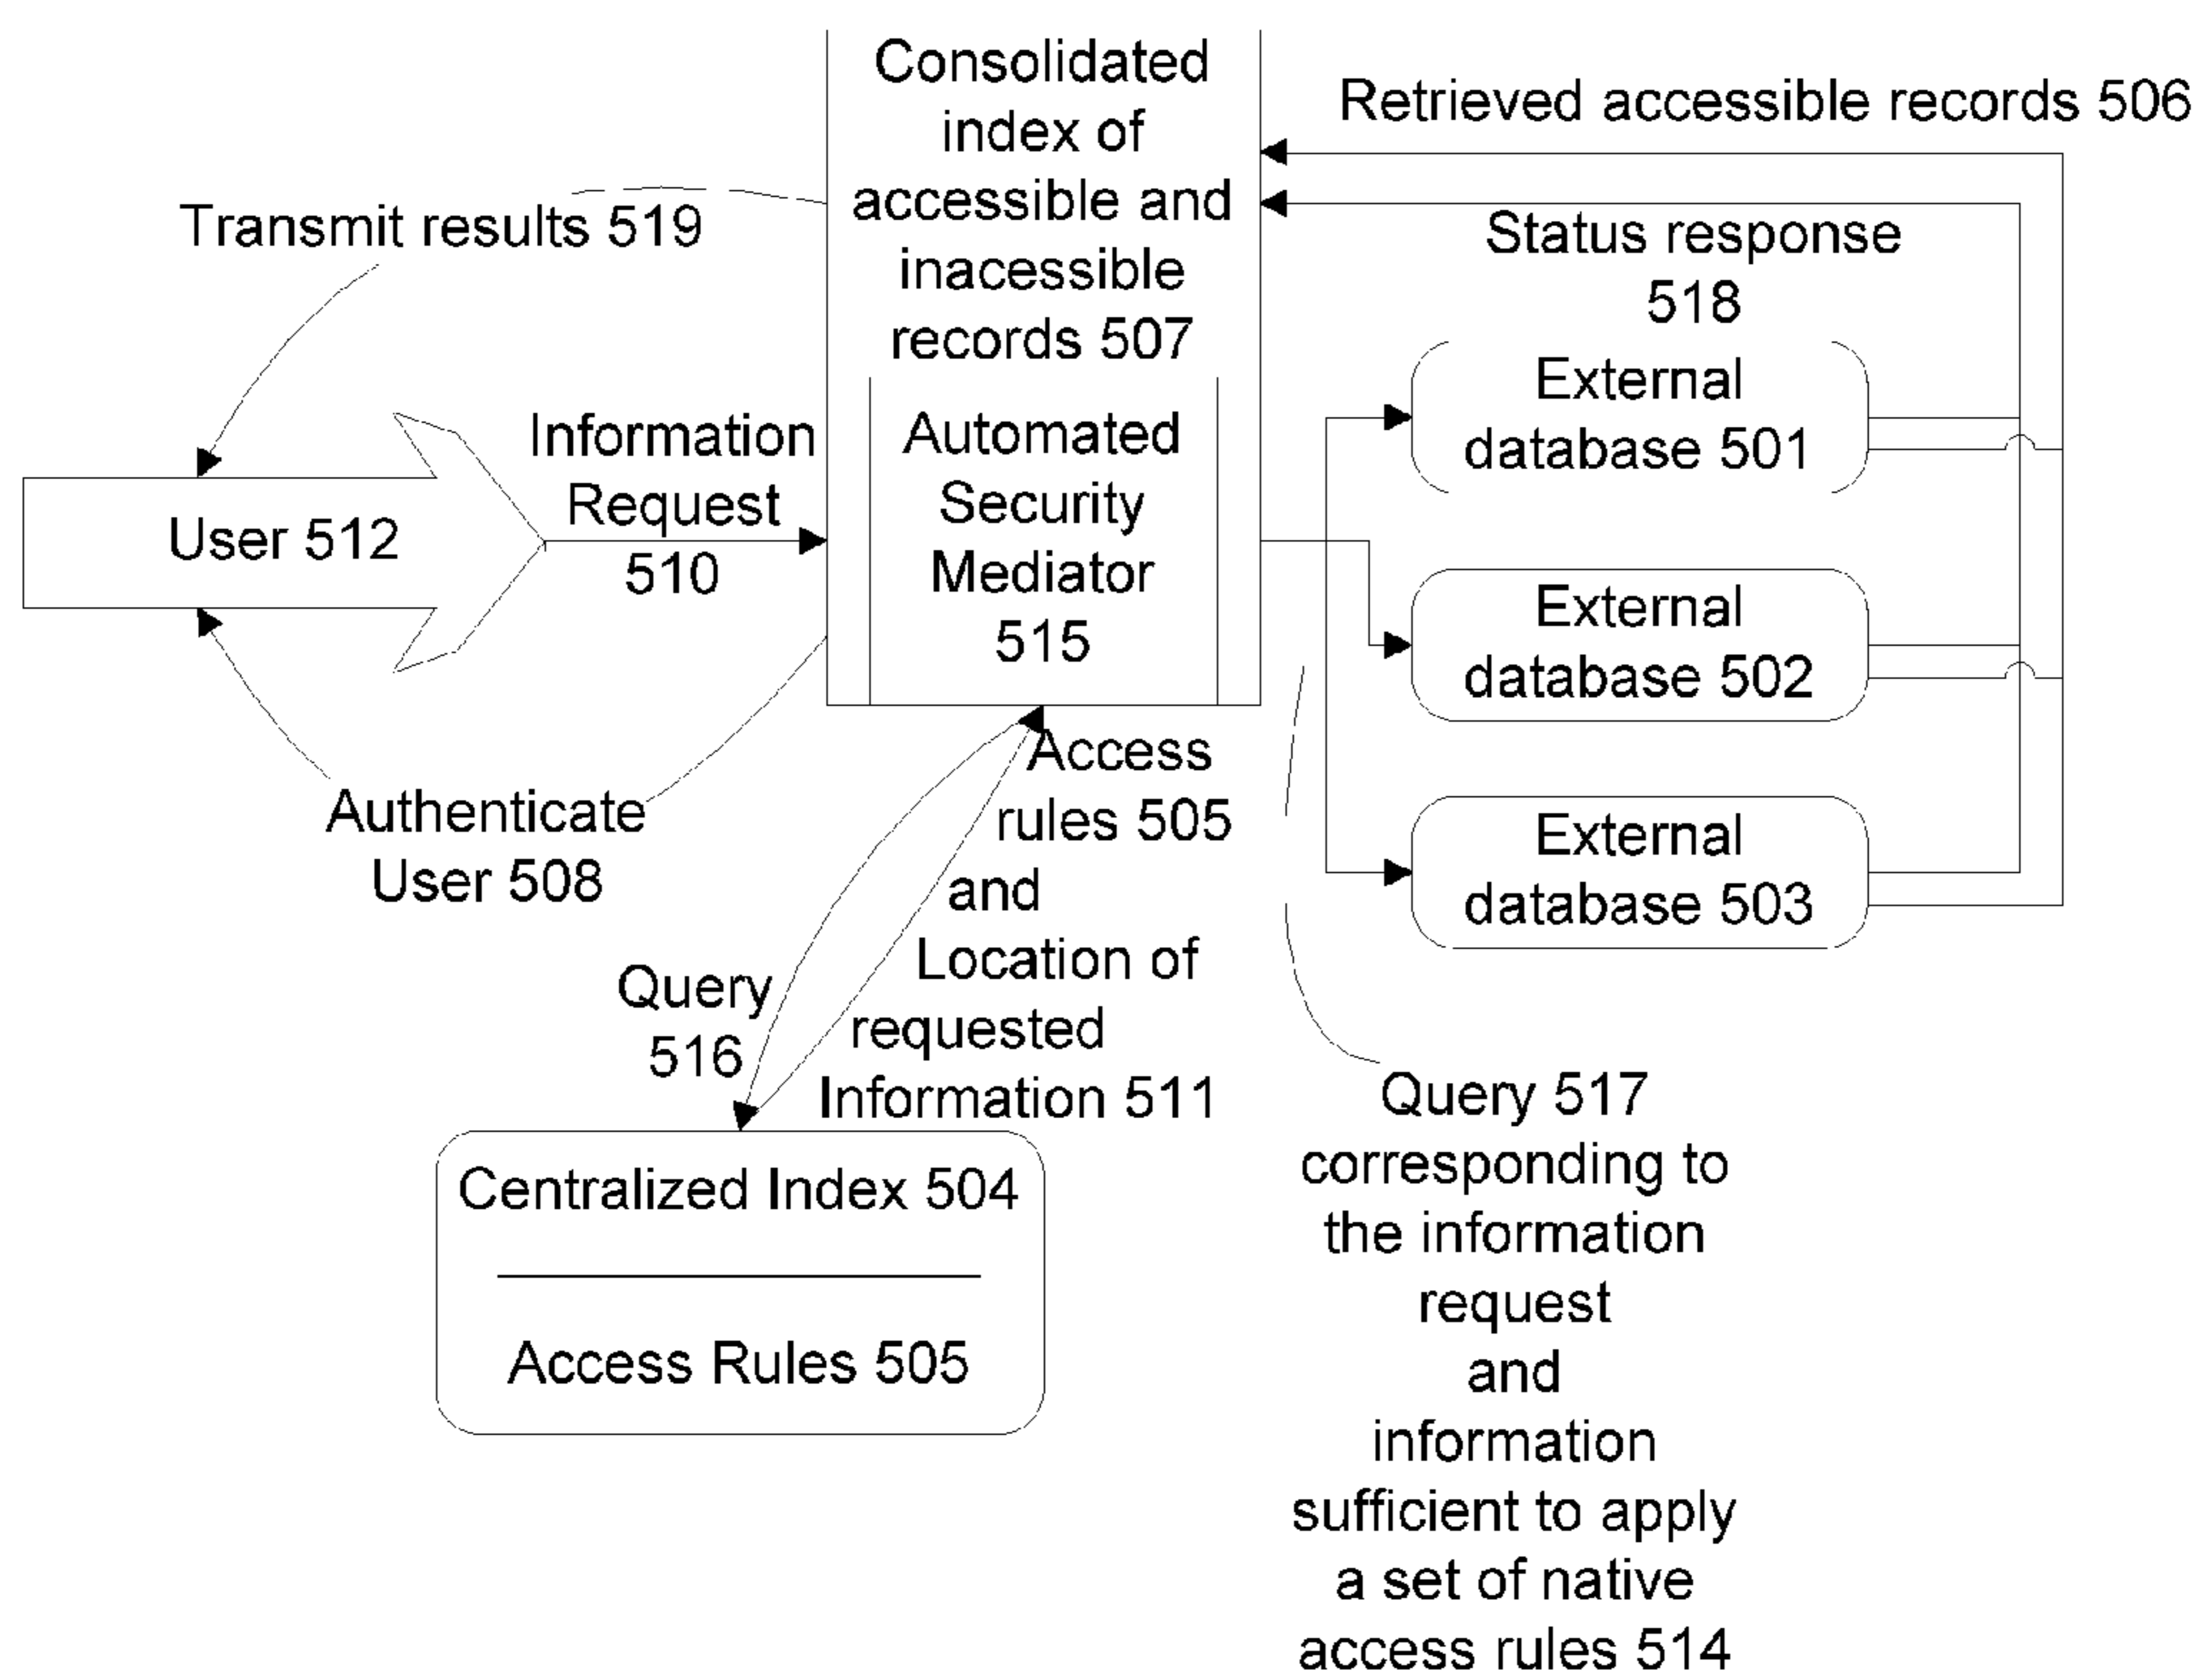 Consolidated
index of
accessible and
inacessible
records 507
Retrieved accessible records 506
Transmit results 519
Status response
518
External
database 501
Automated
Security
Mediator
515
Information
Request
510
User 512
External
database 502
External
database 503
Authenticate
User 508
Access
rules 505
and
Location of
requested
Information 511
Query
516
Centralized Index 504
Access Rules 505
Query 517
corresponding to
the information
request
and
information
sufficient to apply
a set of native
access rules 514